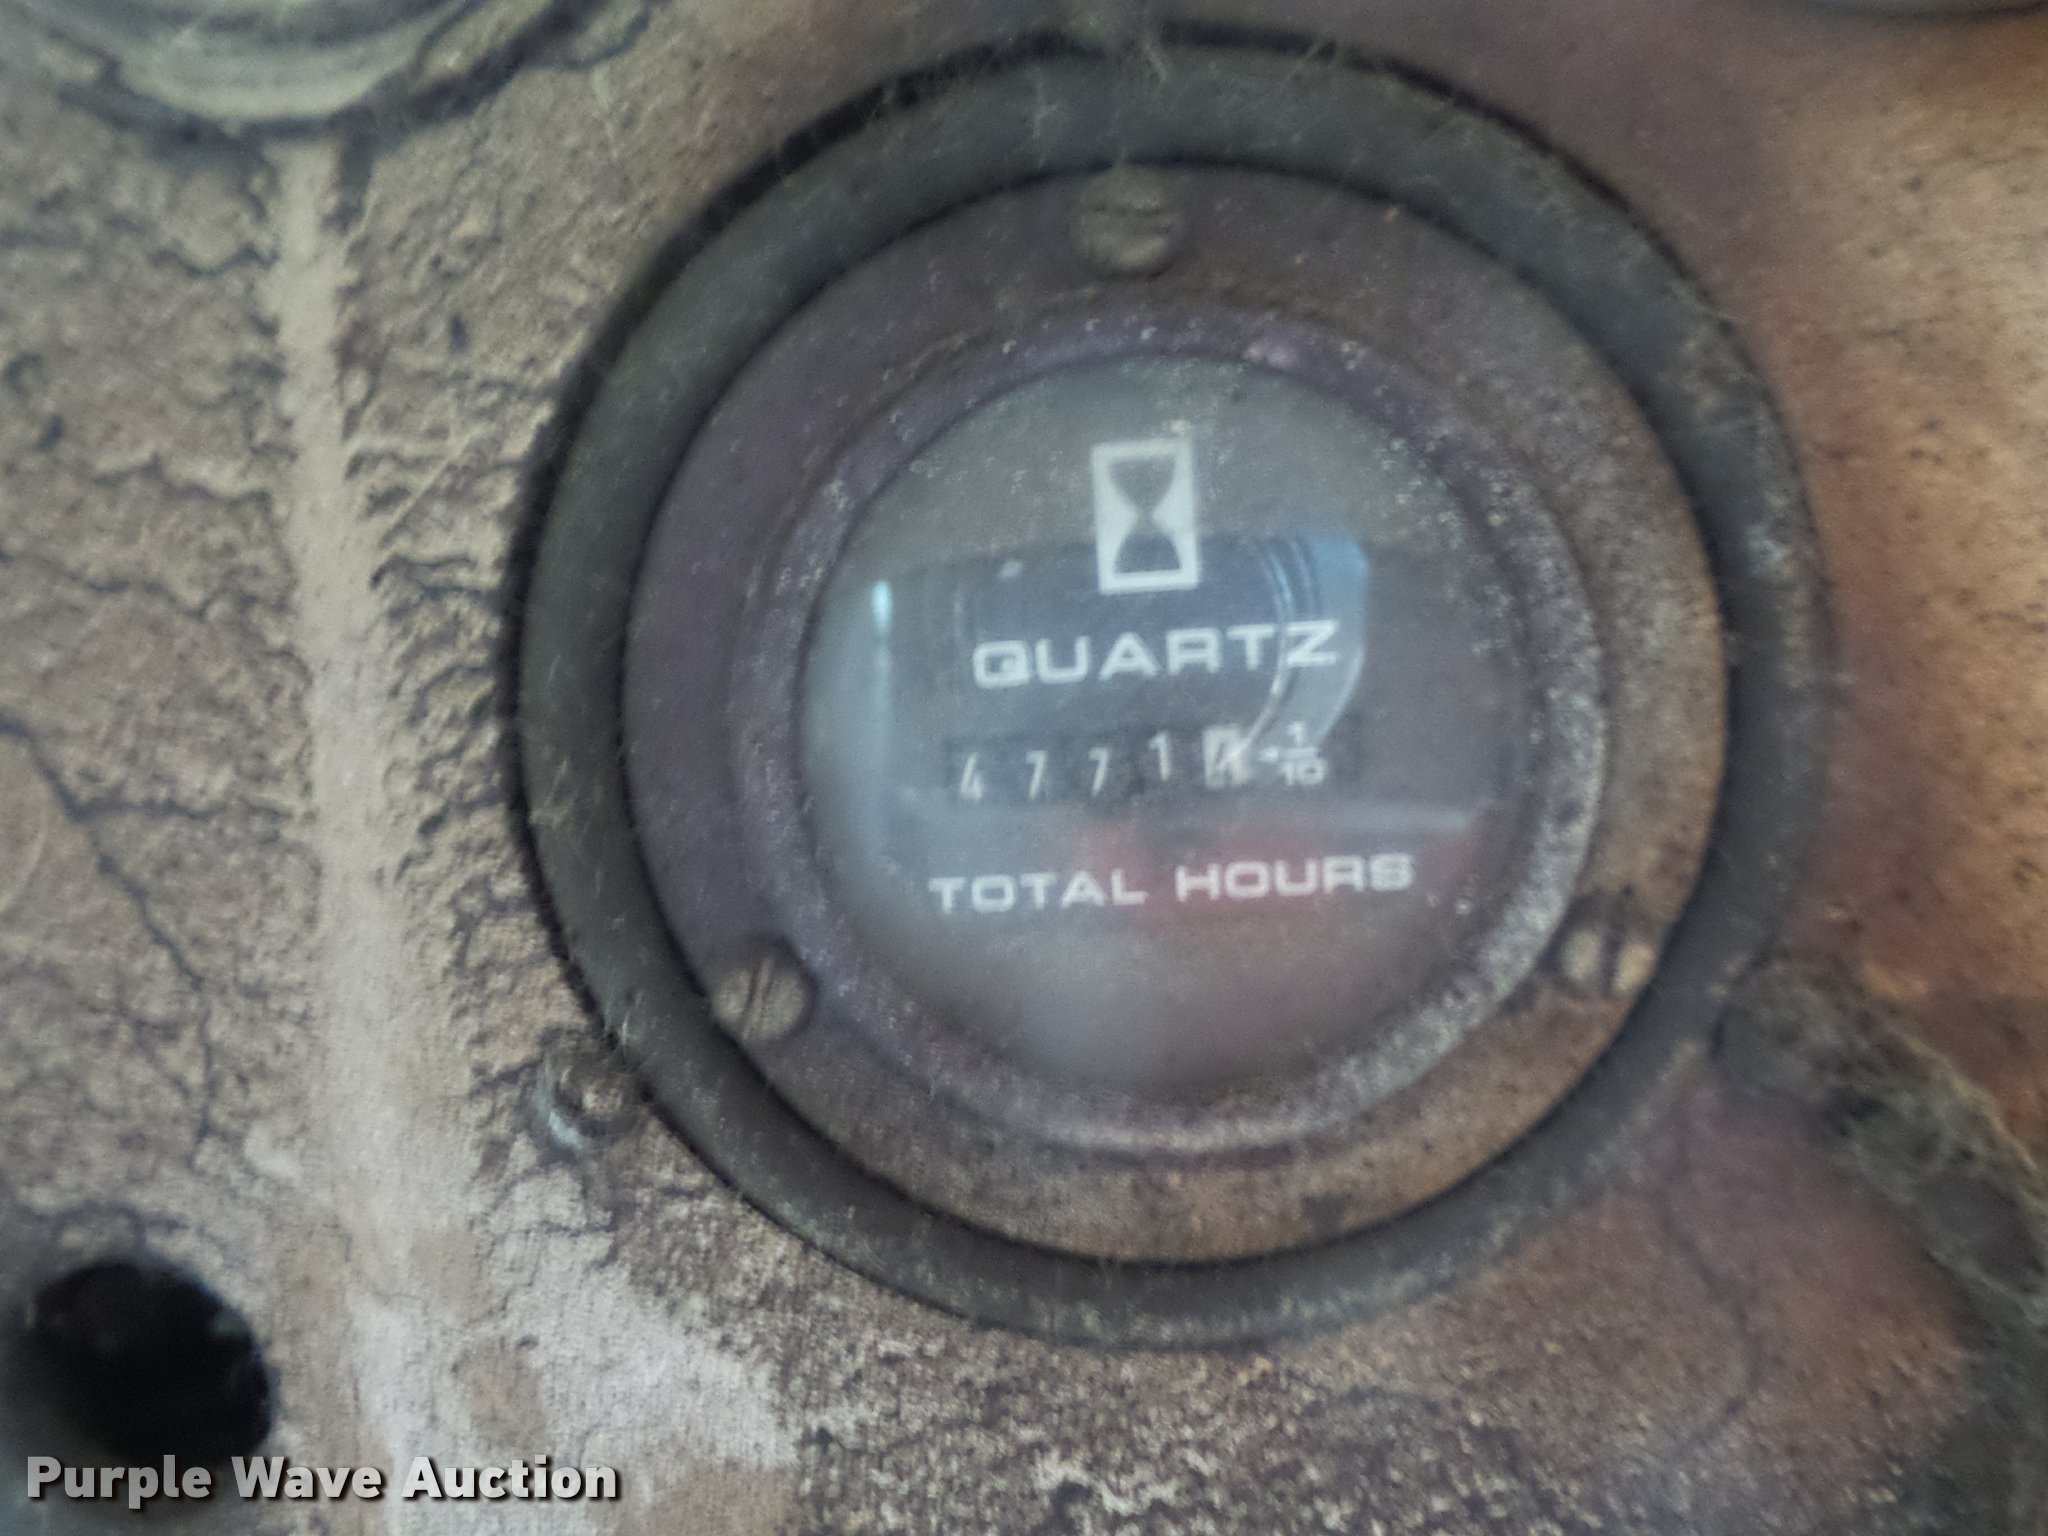 QUARTZ
4771 1/10
TOTAL HOURS
Purple Wave Auction